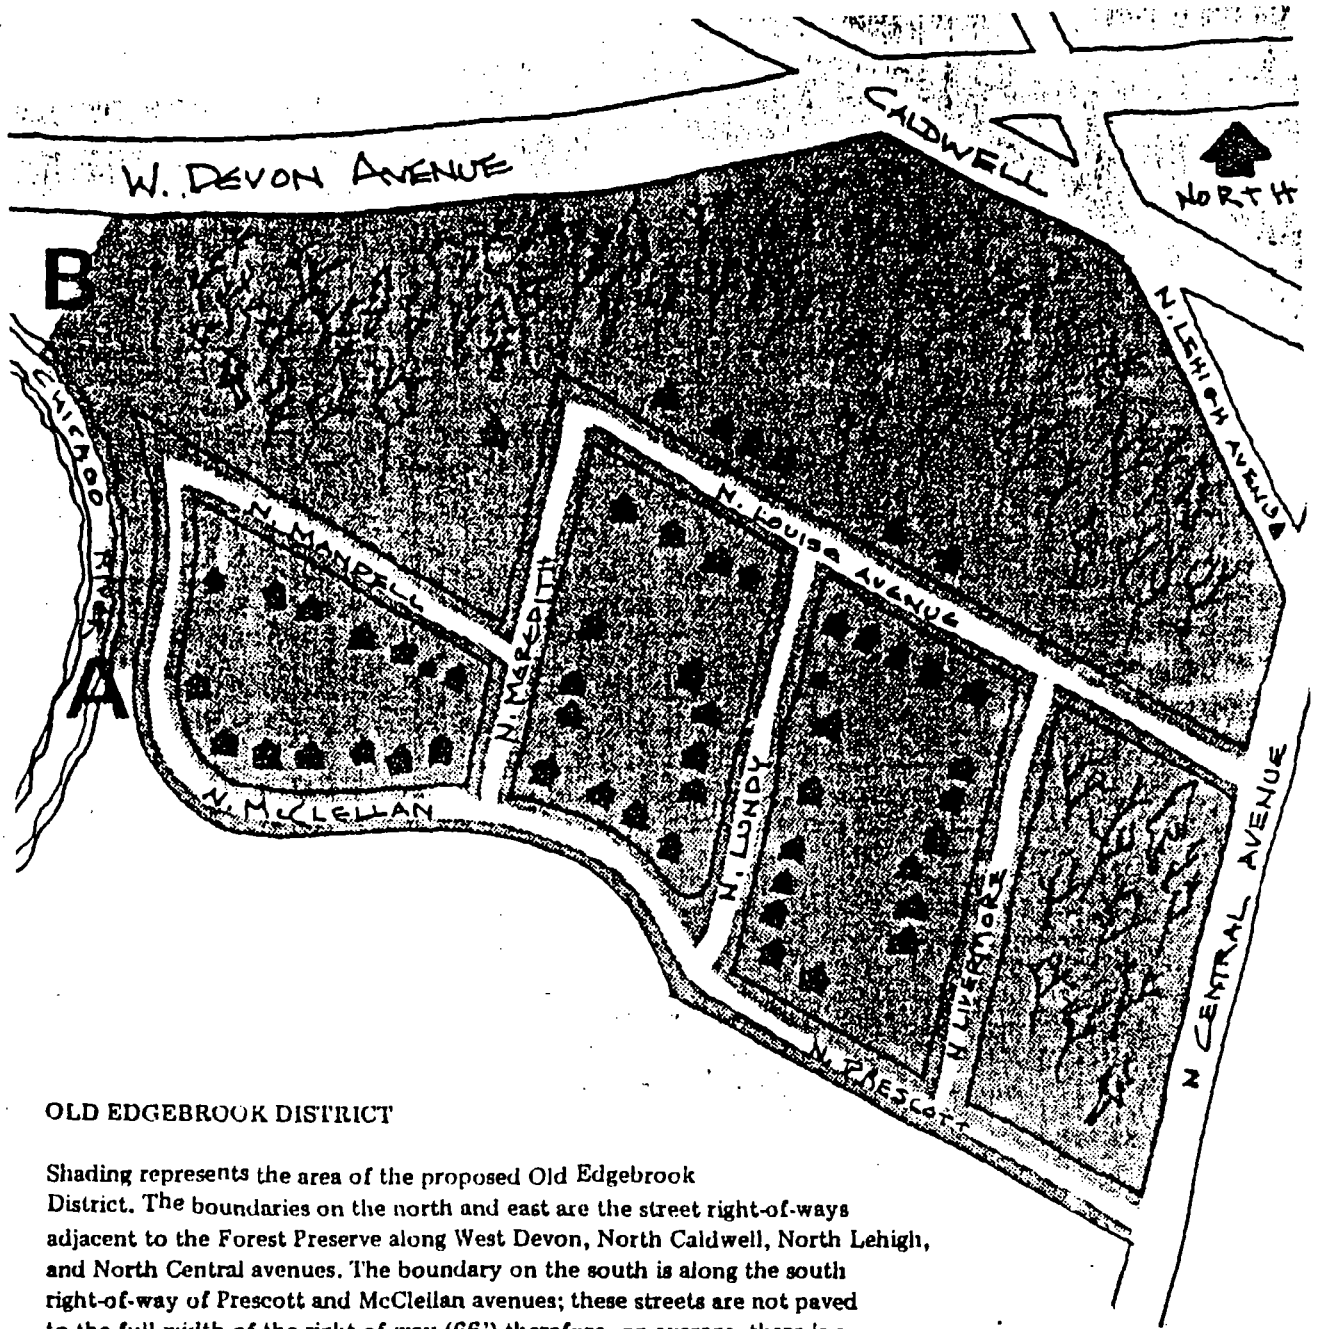 CALDWELL
W. DEVON AVENUE
NORTH
B
N. LEHIGH AVENUE
CHICAGO RIVER
N. LOUISE AVENUE
N. MANDELL
N. MEREDITH
A
N. LUNDY
N. MCCLELLAN
N LIVERMORE
N CENTRAL AVENUE
N. PRESCOTT
OLD EDGEBROOK DISTRICT
Shading represents the area of the proposed Old Edgebrook
District. The boundaries on the north and east are the street right-of-ways
adjacent to the Forest Preserve along West Devon, North Caldwell, North Lehigh,
and North Central avenues. The boundary on the south is along the south
right-of-way of Prescott and McClellan avenues; these streets are not paved